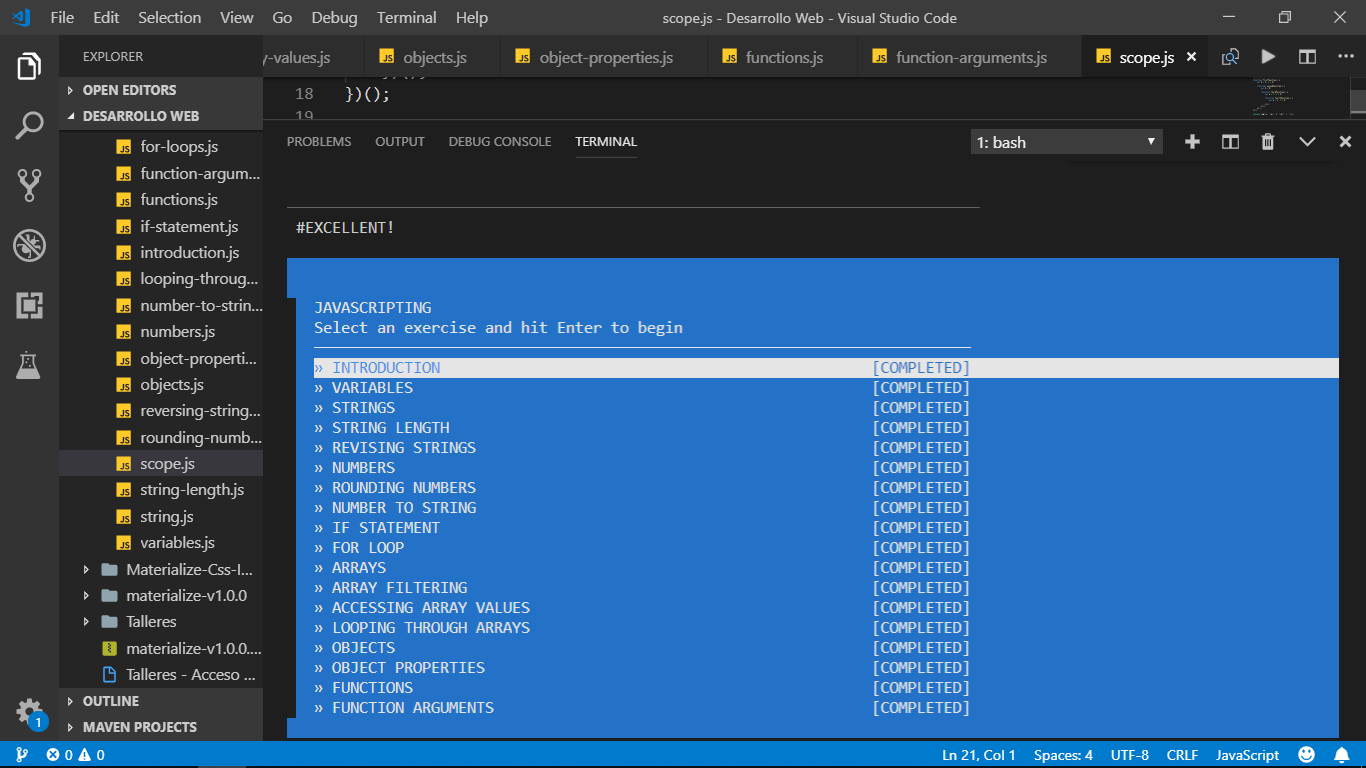 File Edit Selection View Go Debug Terminal Help scope.js - Desarrollo Web - Visual Studio Code
EXPLORER
y-values.js objects.js object-properties.js functions.js function-arguments.js scope.js
OPEN EDITORS
DESARROLLO WEB
for-loops.js
function-argum...
functions.js
if-statement.js
introduction.js
looping-throug...
number-to-strin...
numbers.js
object-properti...
objects.js
reversing-string...
rounding-numb...
scope.js
string-length.js
string.js
variables.js
Materialize-Css-I...
materialize-v1.0.0
Talleres
materialize-v1.0.0....
Talleres - Acceso ...
OUTLINE
MAVEN PROJECTS
1
18 })();
19
PROBLEMS OUTPUT DEBUG CONSOLE TERMINAL 1: bash
#EXCELLENT!
JAVASCRIPTING
Select an exercise and hit Enter to begin
» INTRODUCTION [COMPLETED]
» VARIABLES [COMPLETED]
» STRINGS [COMPLETED]
» STRING LENGTH [COMPLETED]
» REVISING STRINGS [COMPLETED]
» NUMBERS [COMPLETED]
» ROUNDING NUMBERS [COMPLETED]
» NUMBER TO STRING [COMPLETED]
» IF STATEMENT [COMPLETED]
» FOR LOOP [COMPLETED]
» ARRAYS [COMPLETED]
» ARRAY FILTERING [COMPLETED]
» ACCESSING ARRAY VALUES [COMPLETED]
» LOOPING THROUGH ARRAYS [COMPLETED]
» OBJECTS [COMPLETED]
» OBJECT PROPERTIES [COMPLETED]
» FUNCTIONS [COMPLETED]
» FUNCTION ARGUMENTS [COMPLETED]
0 0 Ln 21, Col 1 Spaces: 4 UTF-8 CRLF JavaScript